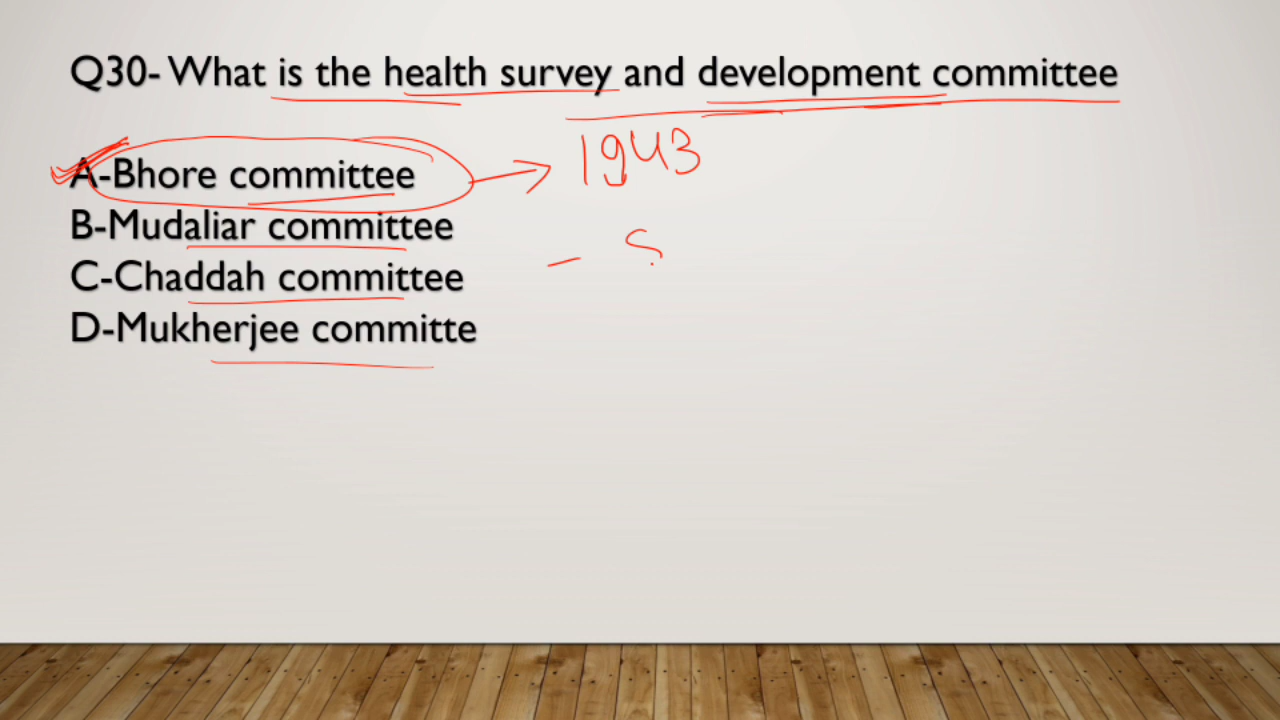 Q30- What is the health survey and development committee
A-Bhore committee
1943
B-Mudaliar committee
C-Chaddah committee
D-Mukherjee committe